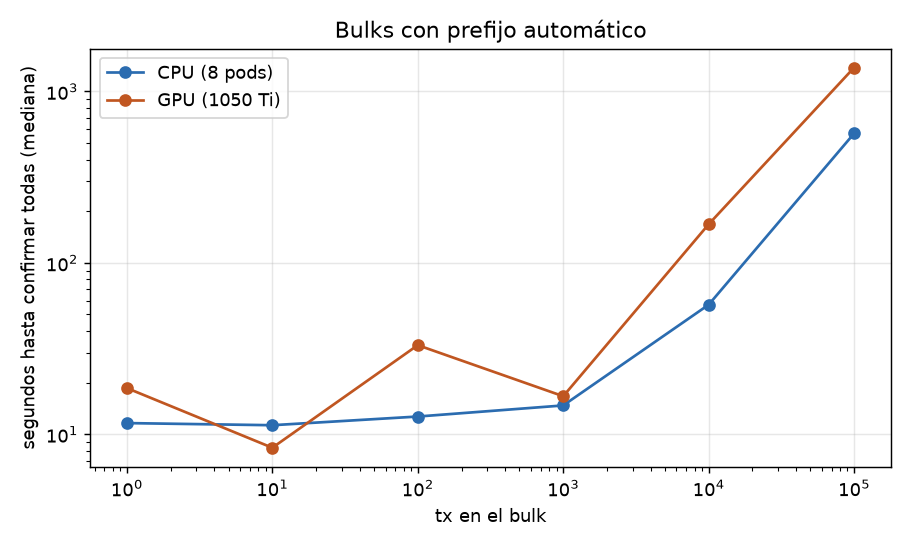 Bulks con prefijo automático
CPU (8 pods)
GPU (1050 Ti)
segundos hasta confirmar todas (mediana)
10³
10²
10¹
10⁰ 10¹ 10² 10³ 10⁴ 10⁵
tx en el bulk